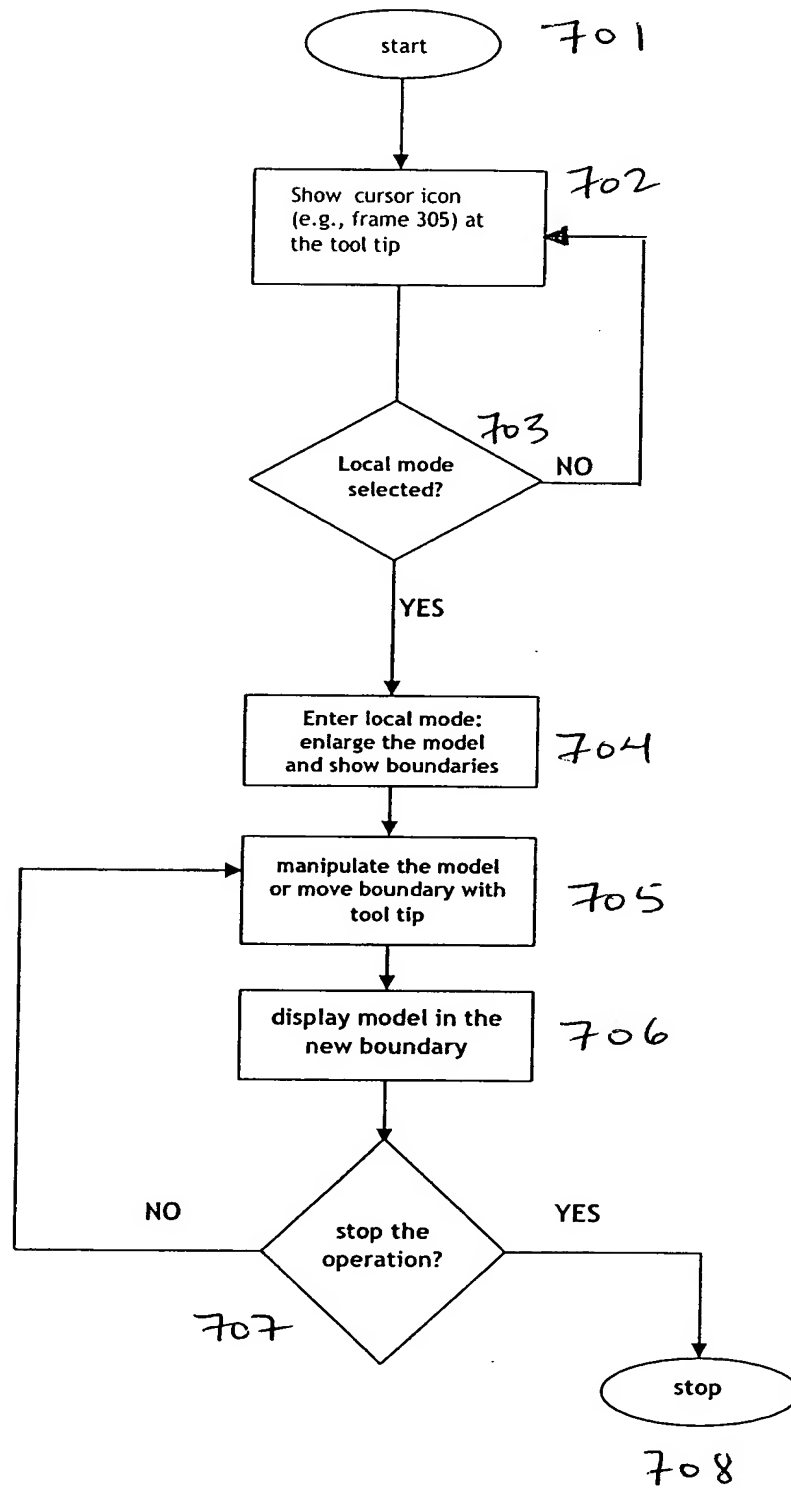 start
701
702
Show cursor icon
(e.g., frame 305) at
the tool tip
703
Local mode
selected?
NO
YES
Enter local mode:
enlarge the model
and show boundaries
704
manipulate the model
or move boundary with
tool tip
705
display model in the
new boundary
706
NO
YES
stop the
operation?
707
stop
708